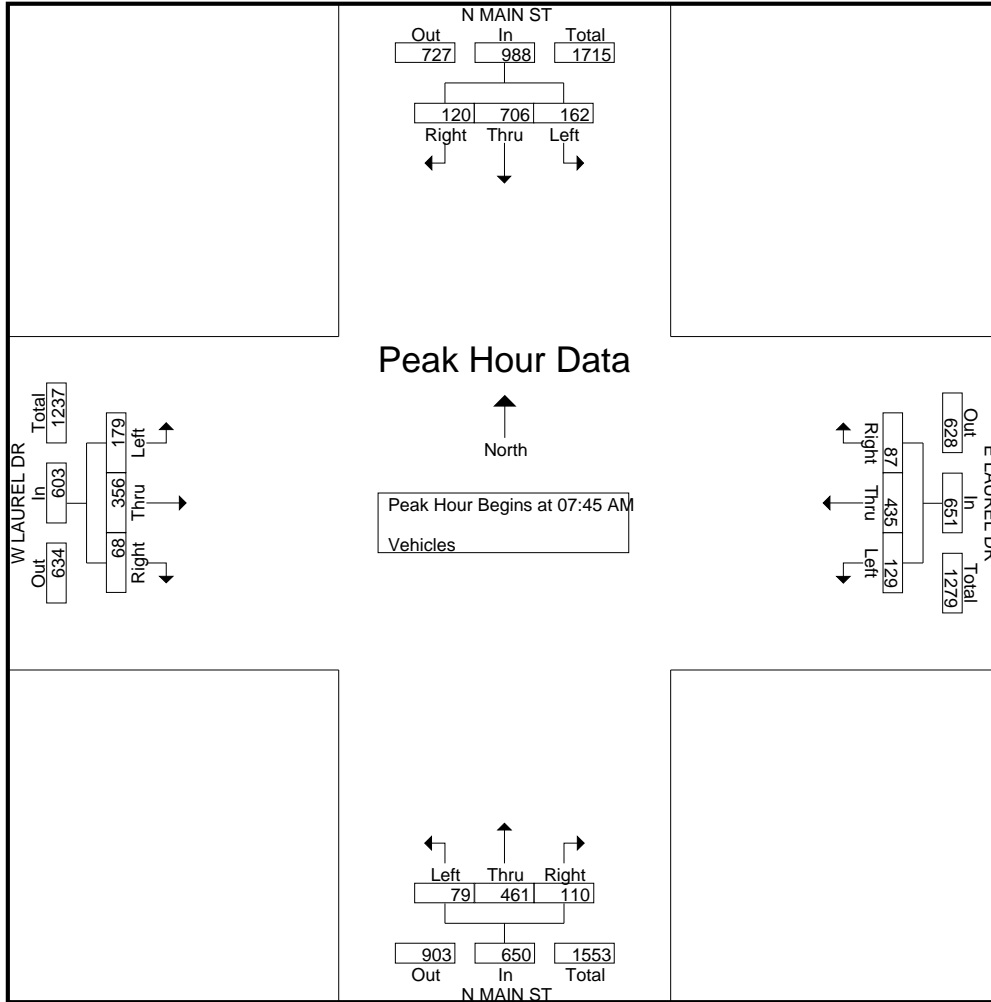 N MAIN ST
Out In Total
727 988 1715
120 706 162
Right Thru Left
Peak Hour Data
North
Peak Hour Begins at 07:45 AM
Vehicles
W LAUREL DR
Out In Total
634 603 1237
68 356 179
Right Thru Left
E LAUREL DR
Out In Total
628 651 1279
87 435 129
Right Thru Left
Left Thru Right
79 461 110
903 650 1553
Out In Total
N MAIN ST